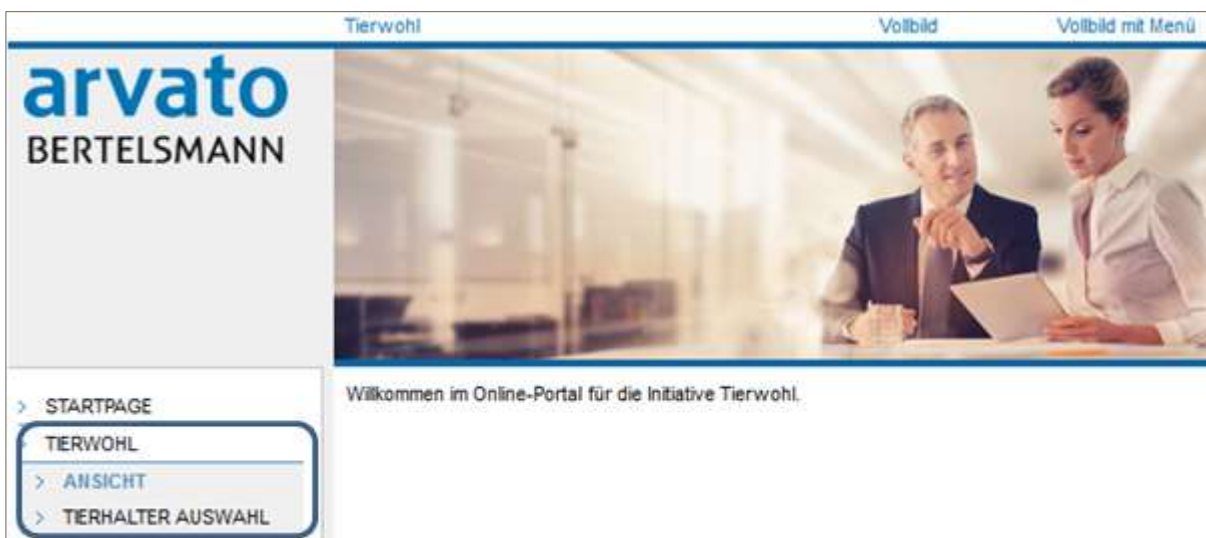 Tierwohl Vollbild Vollbild mit Menü
arvato
BERTELSMANN
> STARTPAGE
Willkommen im Online-Portal für die Initiative Tierwohl.
> TIERWOHL
> ANSICHT
> TIERHALTER AUSWAHL